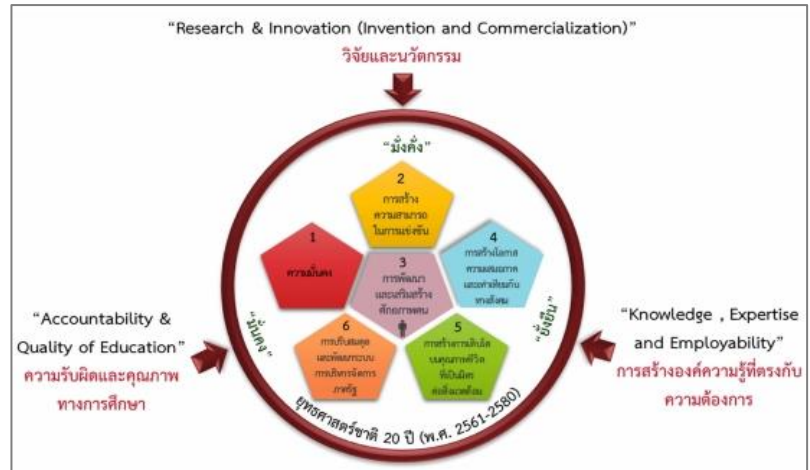 “Research & Innovation (Invention and Commercialization)”
วิจัยและนวัตกรรม
“มั่งคั่ง”
2
การสร้าง
ความสามารถ
ในการแข่งขัน
1
ความมั่นคง
3
การพัฒนา
และเสริมสร้าง
ศักยภาพคน
4
การสร้างโอกาส
ความเสมอภาค
และเท่าเทียมกัน
ทางสังคม
“มั่นคง”
“ยั่งยืน”
6
การปรับสมดุล
และพัฒนาระบบ
การบริหารจัดการ
ภาครัฐ
5
การสร้างการเติบโต
บนคุณภาพชีวิต
ที่เป็นมิตร
ต่อสิ่งแวดล้อม
ยุทธศาสตร์ชาติ 20 ปี (พ.ศ. 2561-2580)
“Accountability &
Quality of Education”
ความรับผิดและคุณภาพ
ทางการศึกษา
“Knowledge , Expertise
and Employability”
การสร้างองค์ความรู้ที่ตรงกับ
ความต้องการ